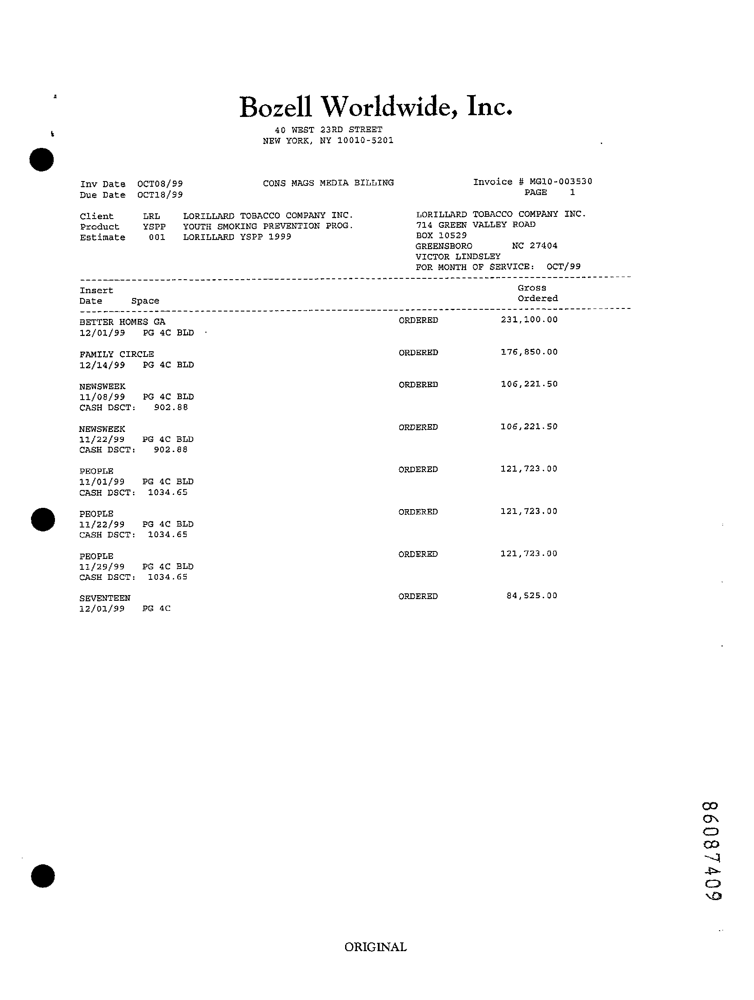 Bozell Worldwide, Inc.
40 WEST 23RD STREET
NEW YORK, NY 10010-5201
Inv Date OCT08/99 CONS MAGS MEDIA BILLING Invoice # MG10-003530
Due Date OCT18/99 PAGE 1
Client LRL LORILLARD TOBACCO COMPANY INC. LORILLARD TOBACCO COMPANY INC.
Product YSPP YOUTH SMOKING PREVENTION PROG. 714 GREEN VALLEY ROAD
Estimate 001 LORILLARD YSPP 1999 BOX 10529
GREENSBORO NC 27404
VICTOR LINDSLEY
FOR MONTH OF SERVICE: OCT/99
Insert Gross
Date Space Ordered
BETTER HOMES GA ORDERED 231,100.00
12/01/99 PG 4C BLD
FAMILY CIRCLE ORDERED 176,850.00
12/14/99 PG 4C BLD
NEWSWEEK ORDERED 106,221.50
11/08/99 PG 4C BLD
CASH DSCT: 902.88
NEWSWEEK ORDERED 106,221.50
11/22/99 PG 4C BLD
CASH DSCT: 902.88
PEOPLE ORDERED 121,723.00
11/01/99 PG 4C BLD
CASH DSCT: 1034.65
PEOPLE ORDERED 121,723.00
11/22/99 PG 4C BLD
CASH DSCT: 1034.65
PEOPLE ORDERED 121,723.00
11/29/99 PG 4C BLD
CASH DSCT: 1034.65
SEVENTEEN ORDERED 84,525.00
12/01/99 PG 4C
86087409
ORIGINAL